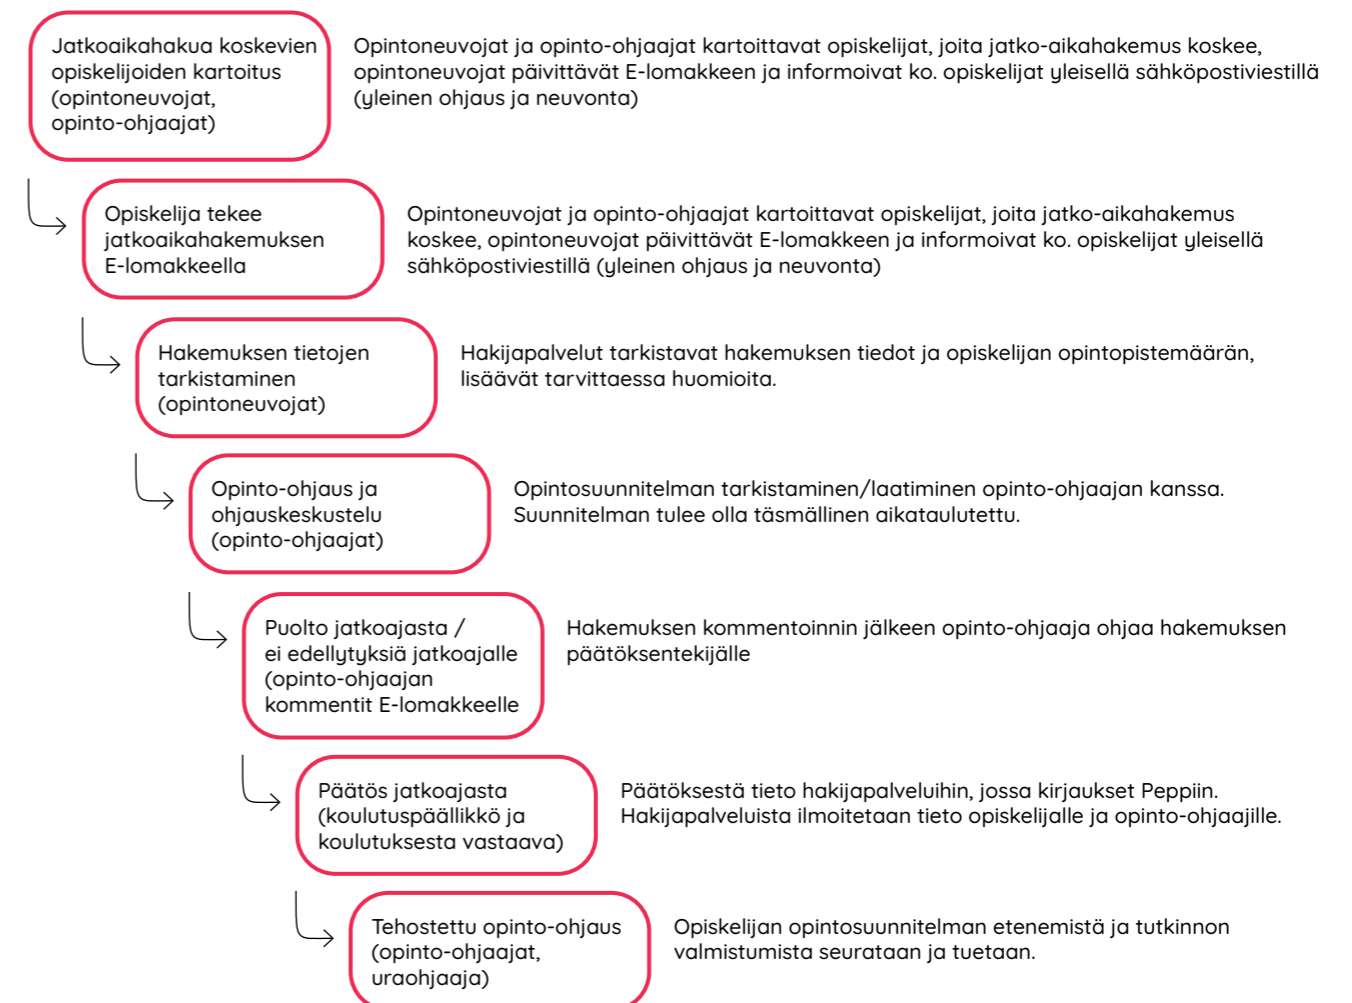 Jatkoaikahakua koskevien
opiskelijoiden kartoitus
(opintoneuvojat,
opinto-ohjaajat)
Opintoneuvojat ja opinto-ohjaajat kartoittavat opiskelijat, joita jatko-aikahakemus koskee,
opintoneuvojat päivittävät E-lomakkeen ja informoivat ko. opiskelijat yleisellä sähköpostiviestillä
(yleinen ohjaus ja neuvonta)
Opiskelija tekee
jatkoaikahakemuksen
E-lomakkeella
Opintoneuvojat ja opinto-ohjaajat kartoittavat opiskelijat, joita jatko-aikahakemus
koskee, opintoneuvojat päivittävät E-lomakkeen ja informoivat ko. opiskelijat yleisellä
sähköpostiviestillä (yleinen ohjaus ja neuvonta)
Hakemuksen tietojen
tarkistaminen
(opintoneuvojat)
Hakijapalvelut tarkistavat hakemuksen tiedot ja opiskelijan opintopistemäärän,
lisäävät tarvittaessa huomioita.
Opinto-ohjaus ja
ohjauskeskustelu
(opinto-ohjaajat)
Opintosuunnitelman tarkistaminen/laatiminen opinto-ohjaajan kanssa.
Suunnitelman tulee olla täsmällinen aikataulutettu.
Puolto jatkoajasta /
ei edellytyksiä jatkoajalle
(opinto-ohjaajan
kommentit E-lomakkeelle
Hakemuksen kommentoinnin jälkeen opinto-ohjaaja ohjaa hakemuksen
päätöksentekijälle
Päätös jatkoajasta
(koulutuspäällikkö ja
koulutuksesta vastaava)
Päätöksestä tieto hakijapalveluihin, jossa kirjaukset Peppiin.
Hakijapalveluista ilmoitetaan tieto opiskelijalle ja opinto-ohjaajille.
Tehostettu opinto-ohjaus
(opinto-ohjaajat,
uraohjaaja)
Opiskelijan opintosuunnitelman etenemistä ja tutkinnon
valmistumista seurataan ja tuetaan.